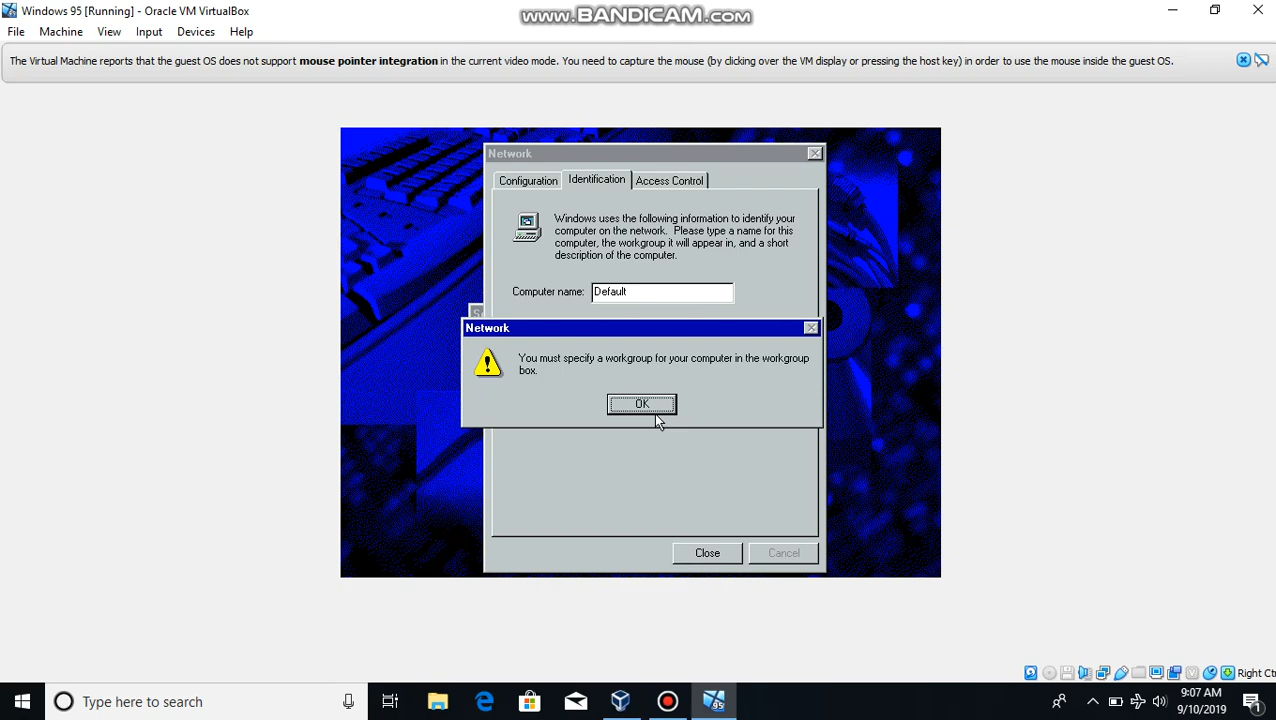 Windows 95 [Running] - Oracle VM VirtualBox
www.BANDICAM.com
File Machine View Input Devices Help
The Virtual Machine reports that the guest OS does not support mouse pointer integration in the current video mode. You need to capture the mouse (by clicking over the VM display or pressing the host key) in order to use the mouse inside the guest OS.
Network
Configuration Identification Access Control
Windows uses the following information to identify your
computer on the network. Please type a name for this
computer, the workgroup it will appear in, and a short
description of the computer.
Computer name: Default
Network
You must specify a workgroup for your computer in the workgroup
box.
OK
Close Cancel
Right Ct
Type here to search
95
9:07 AM
9/10/2019
1